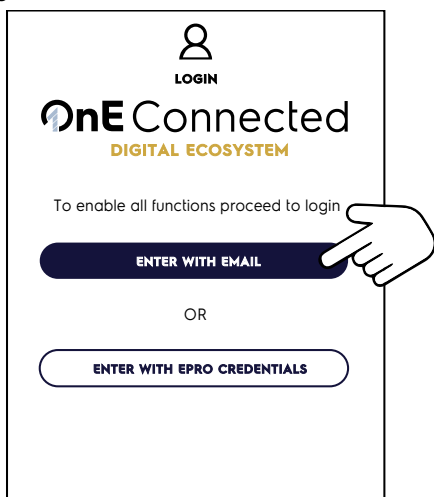 LOGIN
OnE Connected
DIGITAL ECOSYSTEM
To enable all functions proceed to login
ENTER WITH EMAIL
OR
ENTER WITH EPRO CREDENTIALS